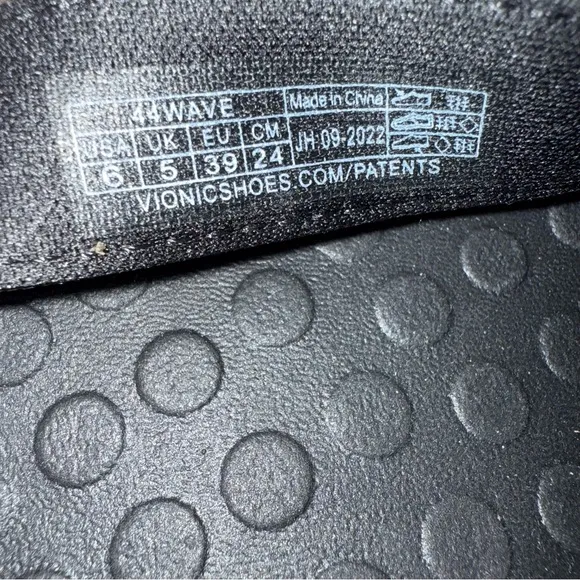 44WAVE
Made in China
USA UK EU CM
6 5 39 24
JH-09-2022
VIONICSHOES.COM/PATENTS